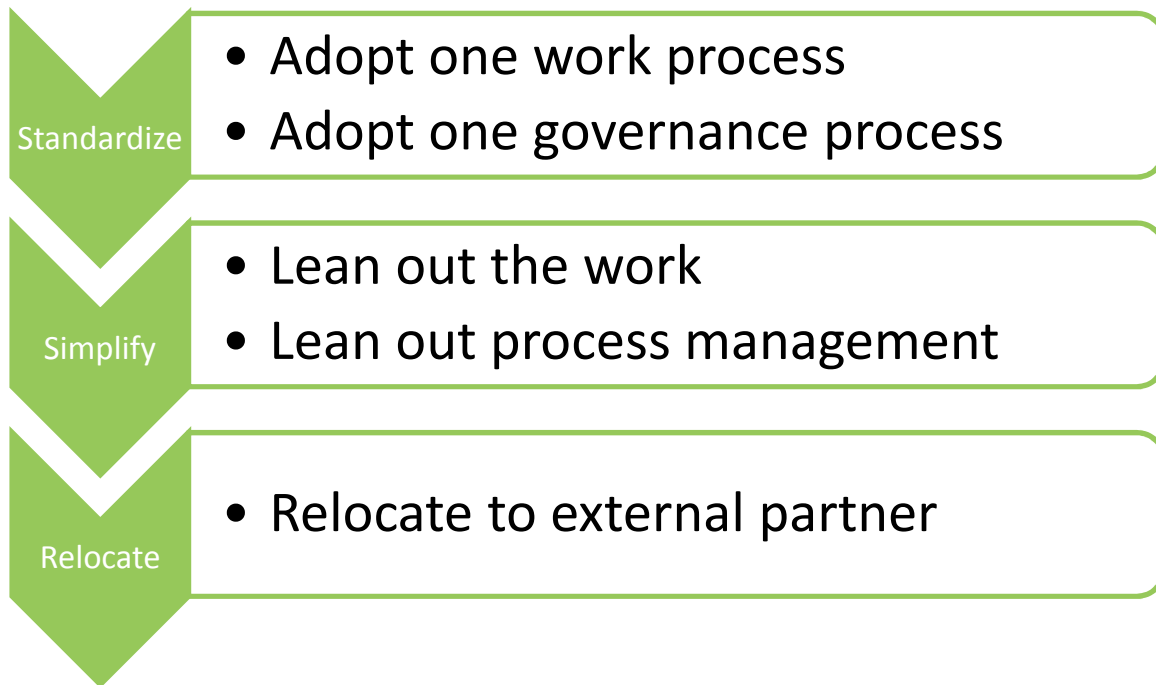 Standardize
• Adopt one work process
• Adopt one governance process
Simplify
• Lean out the work
• Lean out process management
Relocate
• Relocate to external partner